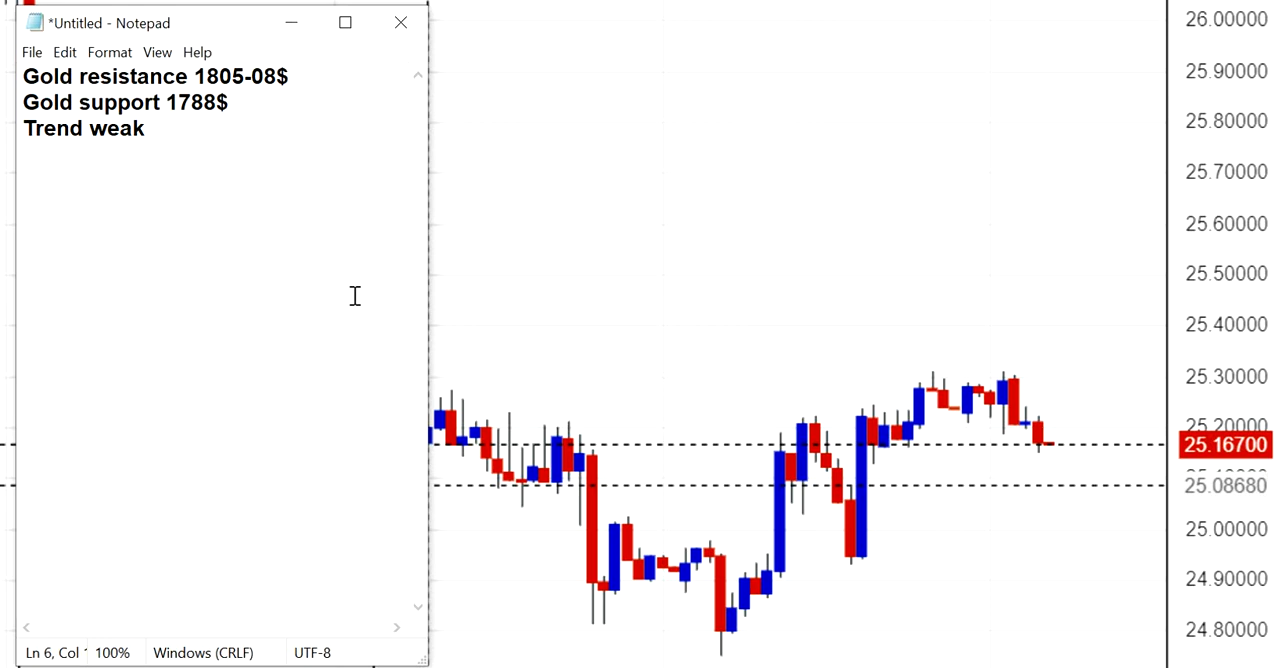 *Untitled - Notepad
File Edit Format View Help
Gold resistance 1805-08$
Gold support 1788$
Trend weak
Ln 6, Col
100%
Windows (CRLF)
UTF-8
26.00000
25.90000
25.80000
25.70000
25.60000
25.50000
25.40000
25.30000
25.20000
25.16700
25.08680
25.00000
24.90000
24.80000